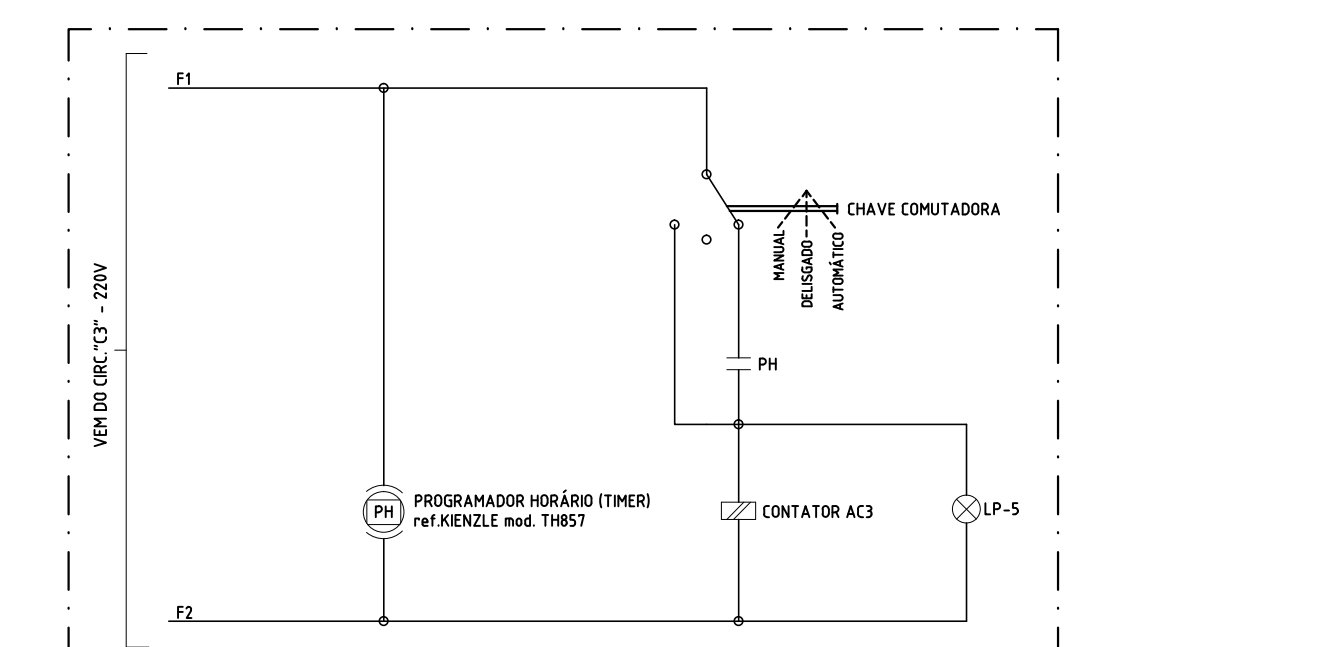 F1
CHAVE COMUTADORA
MANUAL
DELISGADO
AUTOMÁTICO
VEM DO CIRC."C3" - 220V
PH
PROGRAMADOR HORÁRIO (TIMER)
ref.KIENZLE mod. TH857
PH
CONTATOR AC3
LP-5
F2